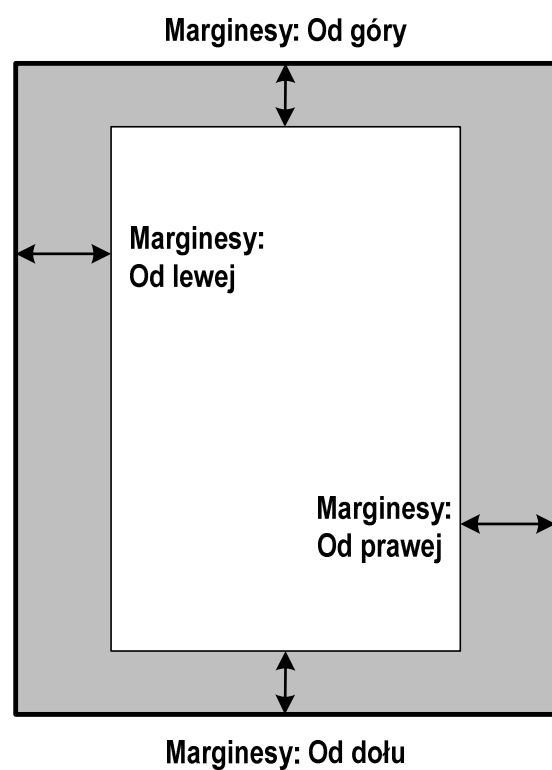 Marginesy: Od góry
Marginesy:
Od lewej
Marginesy:
Od prawej
Marginesy: Od dołu